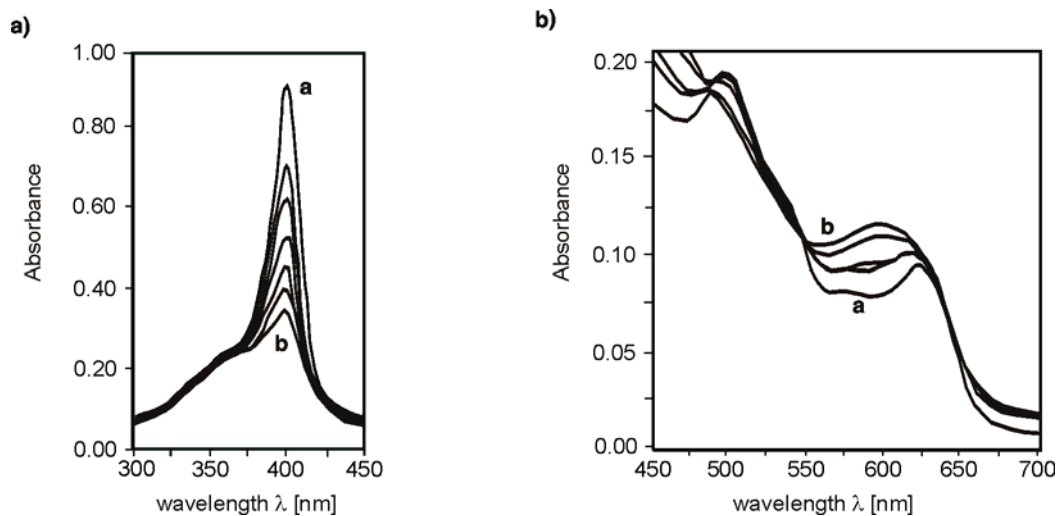 a)
1.00
0.80
0.60
0.40
0.20
0.00
Absorbance
a
b
300 350 400 450
wavelength λ [nm]
b)
0.20
0.15
0.10
0.05
0.00
Absorbance
b
a
450 500 550 600 650 700
wavelength λ [nm]